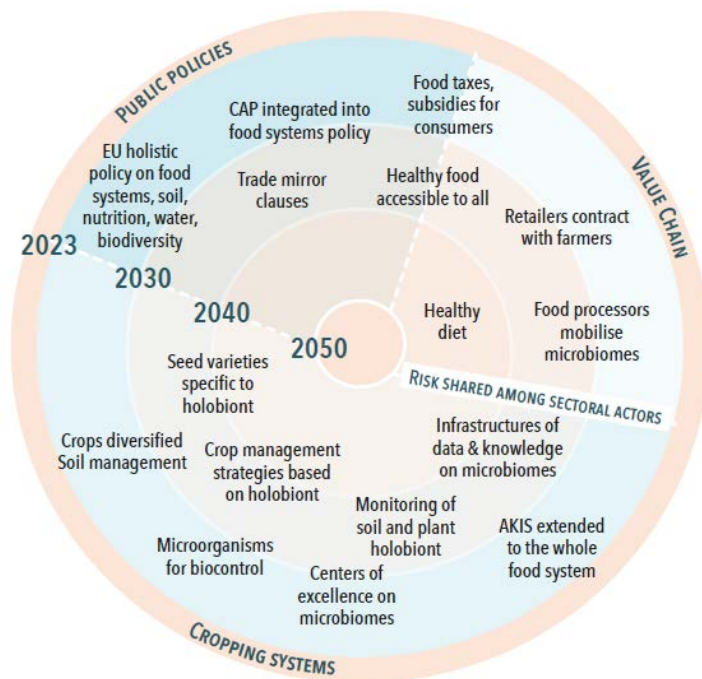 PUBLIC POLICIES
Food taxes,
subsidies for
consumers
CAP integrated into
food systems policy
EU holistic
policy on food
systems, soil,
nutrition, water,
biodiversity
Trade mirror
clauses
Healthy food
accessible to all
VALUE CHAIN
Retailers contract
with farmers
2023
2030
2040
2050
Healthy
diet
Food processors
mobilise
microbiomes
RISK SHARED AMONG SECTORAL ACTORS
Seed varieties
specific to
holobiont
Crops diversified
Soil management
Crop management
strategies based
on holobiont
Infrastructures of
data & knowledge
on microbiomes
Monitoring of
soil and plant
holobiont
AKIS extended
to the whole
food system
Microorganisms
for biocontrol
Centers of
excellence on
microbiomes
CROPPING SYSTEMS